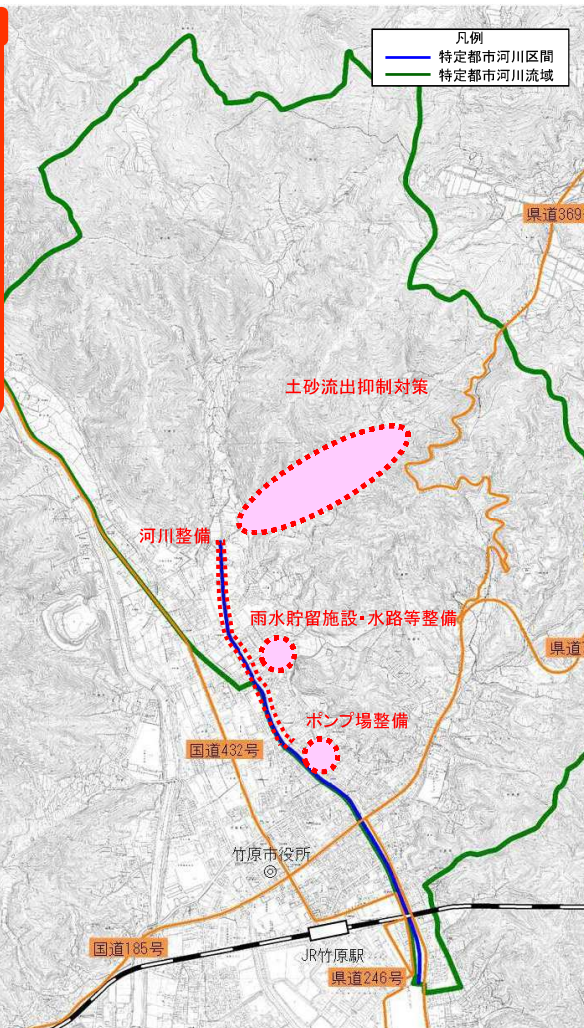 凡例
特定都市河川区間
特定都市河川流域
県道369
土砂流出抑制対策
河川整備
雨水貯留施設・水路等整備
県道
ポンプ場整備
国道432号
竹原市役所
国道185号
JR竹原駅
県道246号